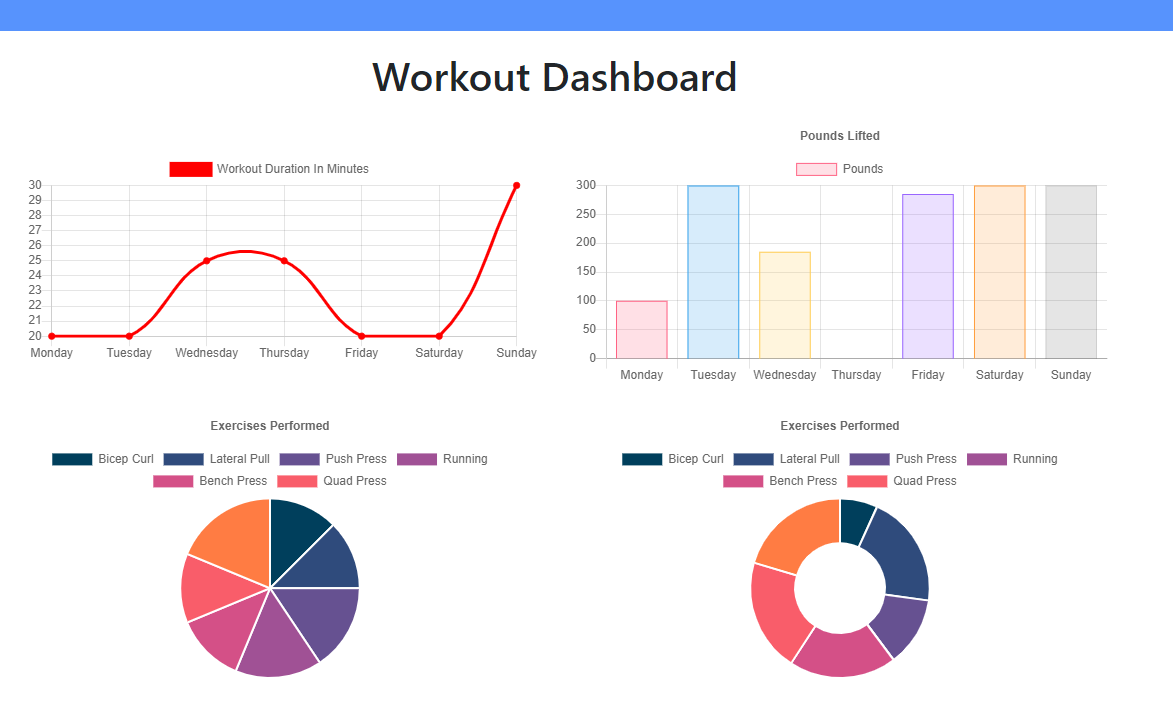 Workout Dashboard
Workout Duration In Minutes
30
29
28
27
26
25
24
23
22
21
20
Monday Tuesday Wednesday Thursday Friday Saturday Sunday
Pounds Lifted
Pounds
300
250
200
150
100
50
0
Monday Tuesday Wednesday Thursday Friday Saturday Sunday
Exercises Performed
Bicep Curl Lateral Pull Push Press Running
Bench Press Quad Press
Exercises Performed
Bicep Curl Lateral Pull Push Press Running
Bench Press Quad Press